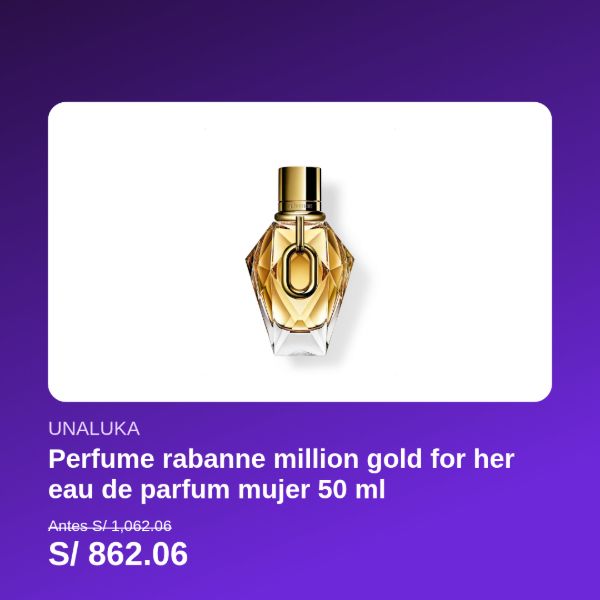 UNALUKA
Perfume rabanne million gold for her
eau de parfum mujer 50 ml
Antes S/ 1,062.06
S/ 862.06